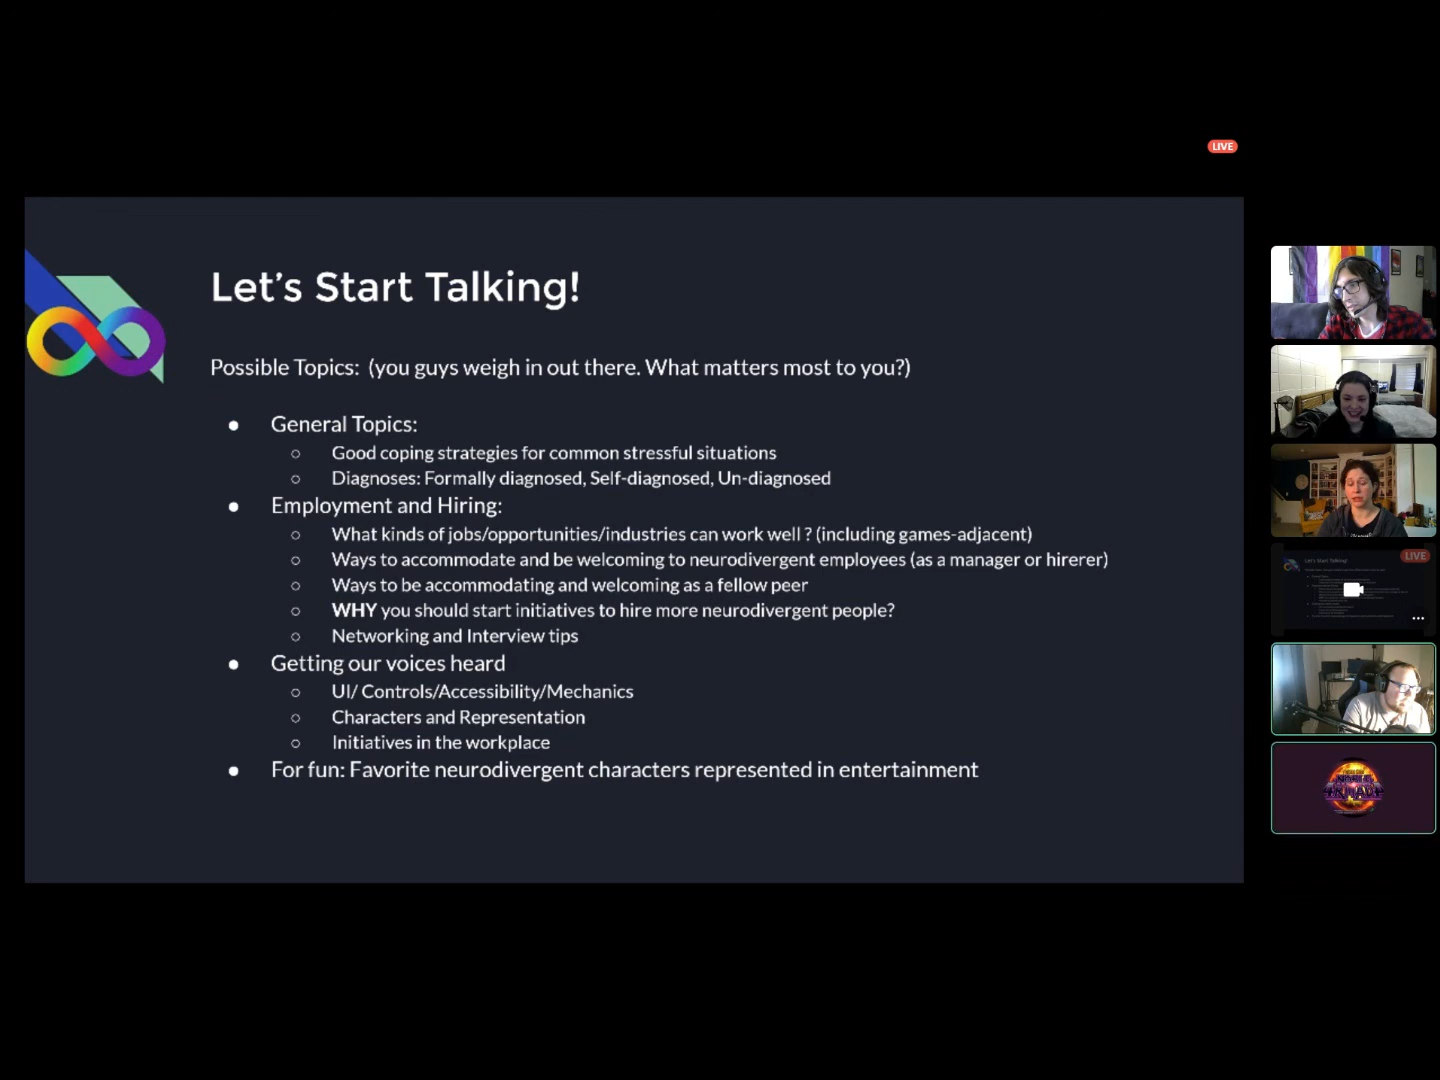 LIVE
Let's Start Talking!
Possible Topics: (you guys weigh in out there. What matters most to you?)
● General Topics:
○ Good coping strategies for common stressful situations
○ Diagnoses: Formally diagnosed, Self-diagnosed, Un-diagnosed
● Employment and Hiring:
○ What kinds of jobs/opportunities/industries can work well ? (including games-adjacent)
○ Ways to accommodate and be welcoming to neurodivergent employees (as a manager or hirerer)
○ Ways to be accommodating and welcoming as a fellow peer
○ WHY you should start initiatives to hire more neurodivergent people?
○ Networking and Interview tips
● Getting our voices heard
○ UI/ Controls/Accessibility/Mechanics
○ Characters and Representation
○ Initiatives in the workplace
● For fun: Favorite neurodivergent characters represented in entertainment
LIVE
Let's Start Talking!